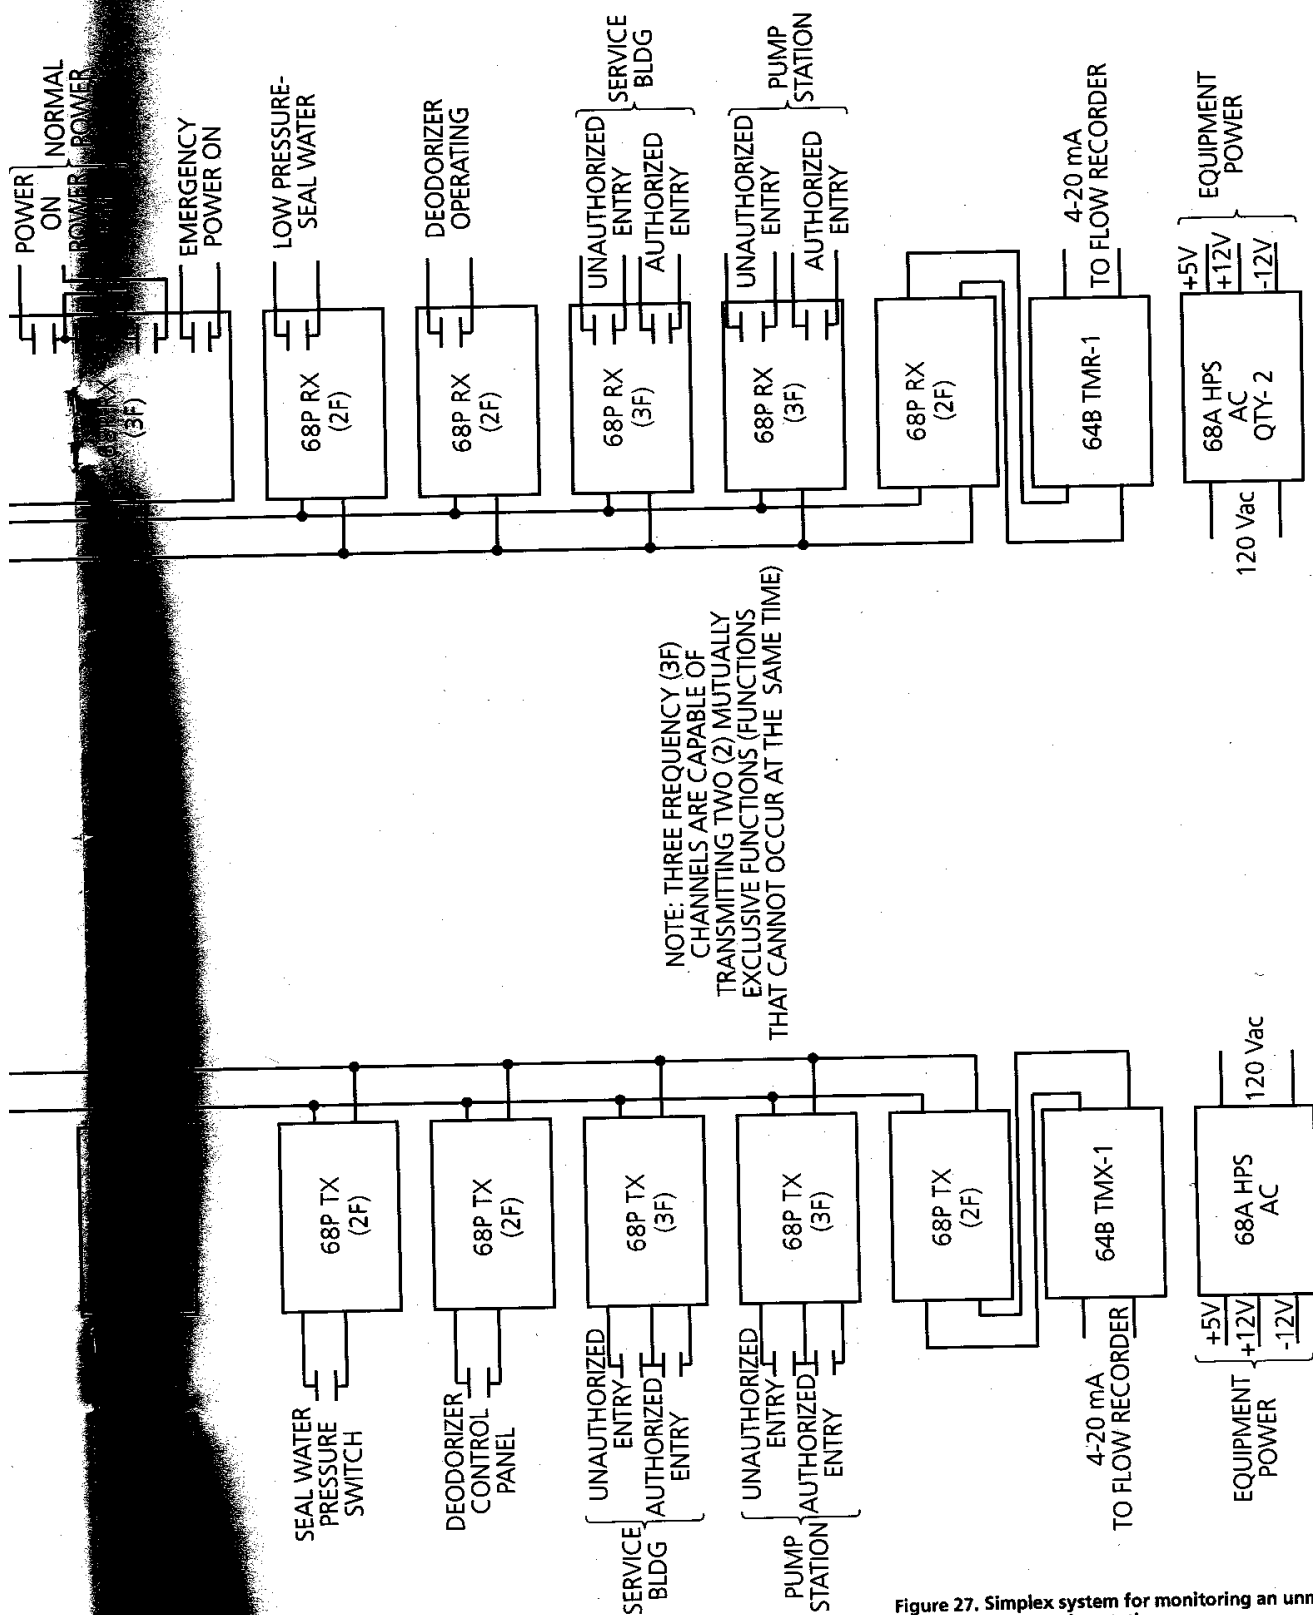 POWER
ON
NORMAL
POWER
POWER
(3F)
EMERGENCY
POWER ON
LOW PRESSURE-
SEAL WATER
68P RX
(2F)
DEODORIZER
OPERATING
68P RX
(2F)
UNAUTHORIZED
ENTRY
AUTHORIZED
ENTRY
SERVICE
BLDG
68P RX
(3F)
UNAUTHORIZED
ENTRY
AUTHORIZED
ENTRY
PUMP
STATION
68P RX
(3F)
68P RX
(2F)
4-20 mA
TO FLOW RECORDER
64B TMR-1
EQUIPMENT
POWER
+5V
+12V
-12V
68A HPS
AC
QTY- 2
120 Vac
NOTE: THREE FREQUENCY (3F)
CHANNELS ARE CAPABLE OF
TRANSMITTING TWO (2) MUTUALLY
EXCLUSIVE FUNCTIONS (FUNCTIONS
THAT CANNOT OCCUR AT THE SAME TIME)
68P TX
(2F)
SEAL WATER
PRESSURE
SWITCH
68P TX
(2F)
DEODORIZER
CONTROL
PANEL
68P TX
(3F)
UNAUTHORIZED
ENTRY
AUTHORIZED
ENTRY
SERVICE
BLDG
68P TX
(3F)
UNAUTHORIZED
ENTRY
AUTHORIZED
ENTRY
PUMP
STATION
68P TX
(2F)
64B TMX-1
4-20 mA
TO FLOW RECORDER
120 Vac
68A HPS
AC
+5V
+12V
-12V
EQUIPMENT
POWER
Figure 27. Simplex system for monitoring an unn